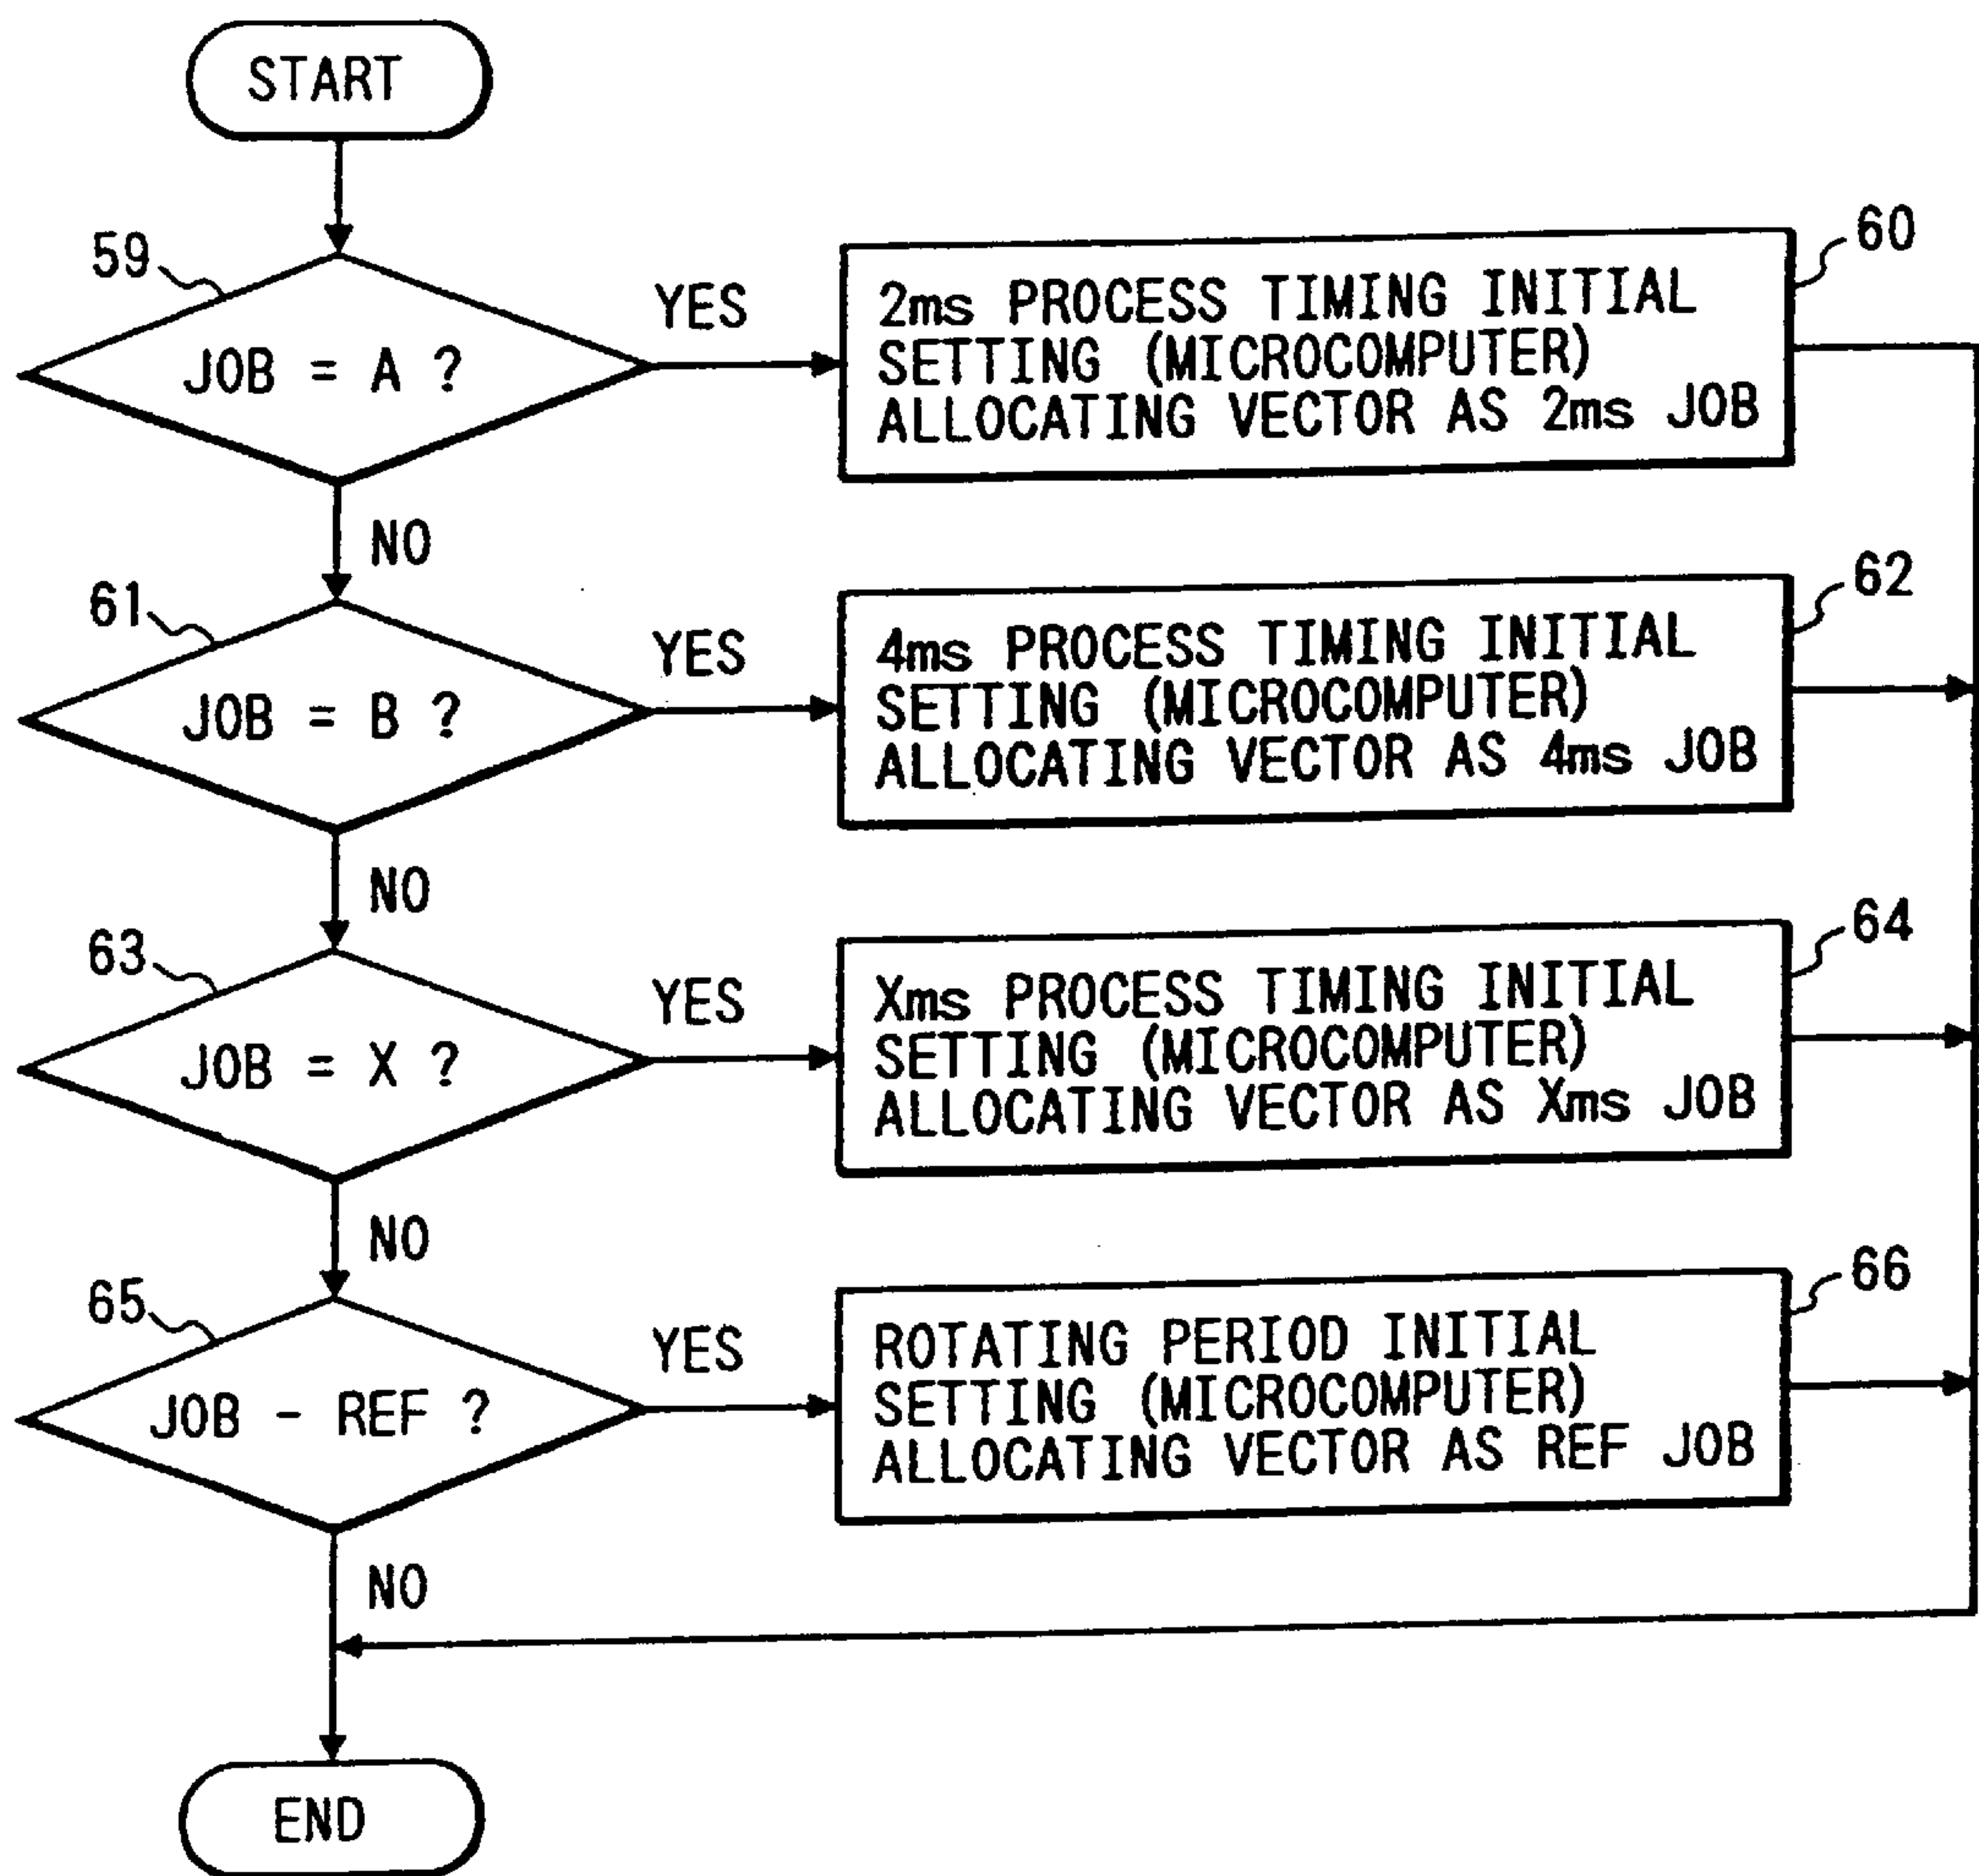 START
59
JOB = A ?
YES
60
2ms PROCESS TIMING INITIAL
SETTING (MICROCOMPUTER)
ALLOCATING VECTOR AS 2ms JOB
NO
61
JOB = B ?
YES
62
4ms PROCESS TIMING INITIAL
SETTING (MICROCOMPUTER)
ALLOCATING VECTOR AS 4ms JOB
NO
63
JOB = X ?
YES
64
Xms PROCESS TIMING INITIAL
SETTING (MICROCOMPUTER)
ALLOCATING VECTOR AS Xms JOB
NO
65
JOB - REF ?
YES
66
ROTATING PERIOD INITIAL
SETTING (MICROCOMPUTER)
ALLOCATING VECTOR AS REF JOB
NO
END